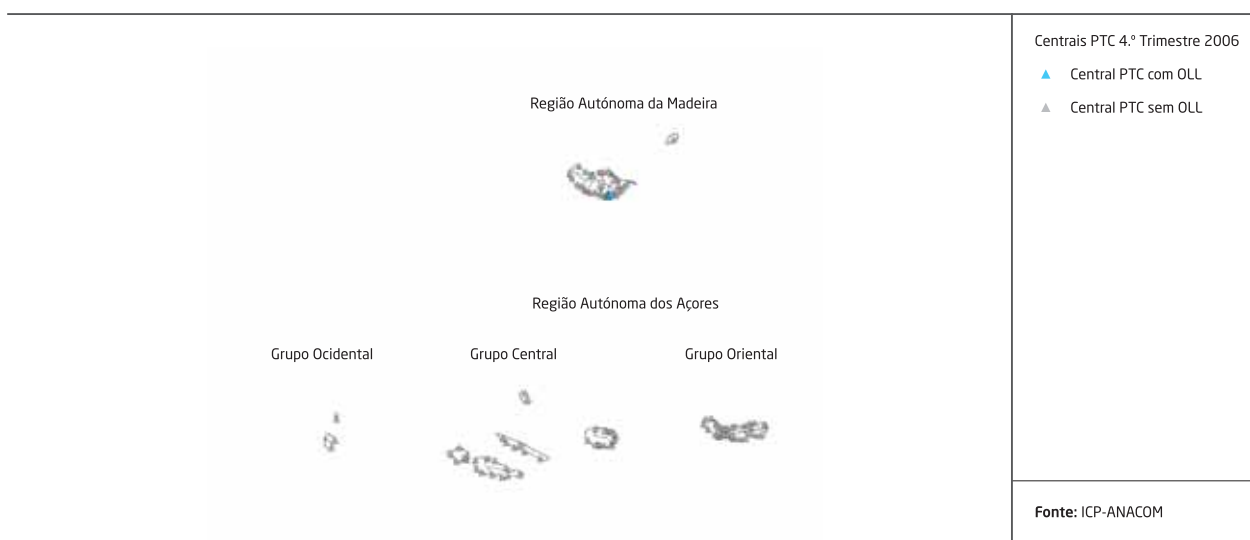 Centrais PTC 4.º Trimestre 2006
Central PTC com OLL
Central PTC sem OLL
Região Autónoma da Madeira
Região Autónoma dos Açores
Grupo Ocidental
Grupo Central
Grupo Oriental
Fonte: ICP-ANACOM